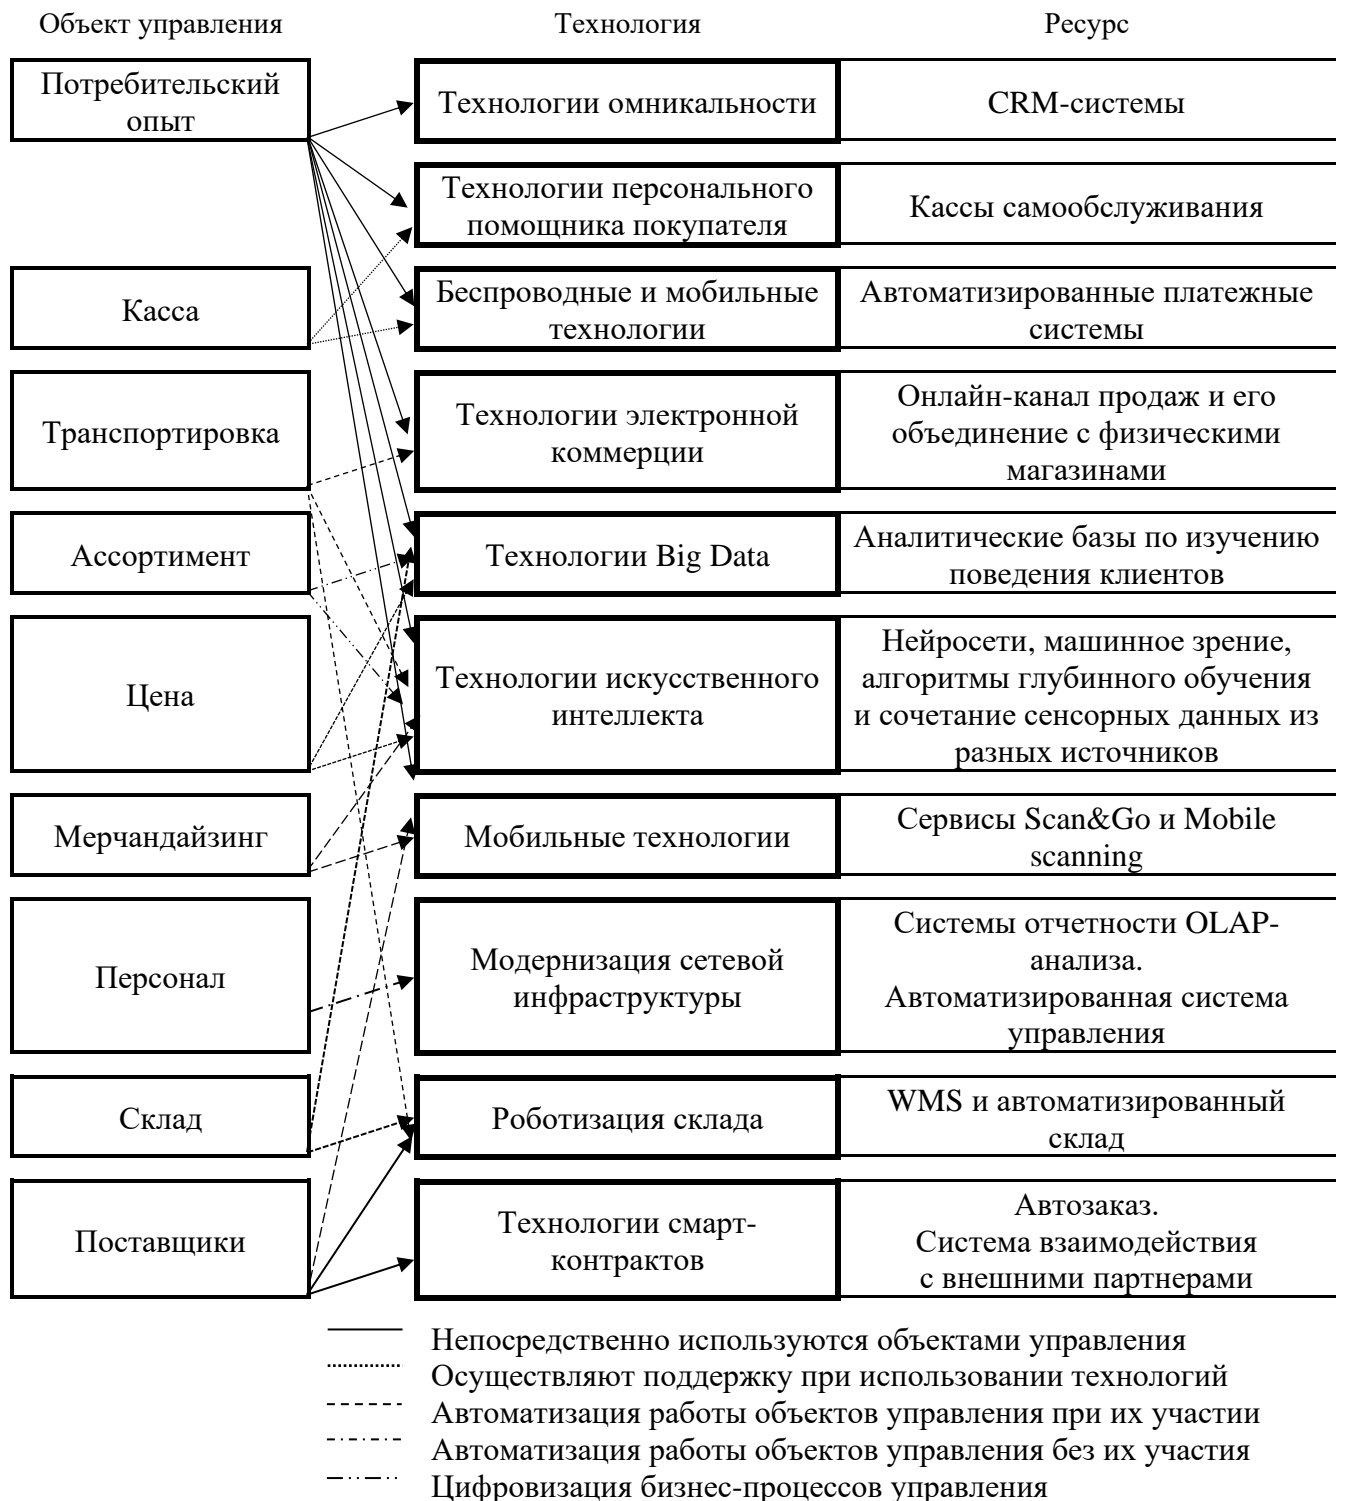 Объект управления
Технология
Ресурс
Потребительский
опыт
Технологии омникальности
CRM-системы
Технологии персонального
помощника покупателя
Кассы самообслуживания
Касса
Беспроводные и мобильные
технологии
Автоматизированные платежные
системы
Транспортировка
Технологии электронной
коммерции
Онлайн-канал продаж и его
объединение с физическими
магазинами
Ассортимент
Технологии Big Data
Аналитические базы по изучению
поведения клиентов
Цена
Технологии искусственного
интеллекта
Нейросети, машинное зрение,
алгоритмы глубинного обучения
и сочетание сенсорных данных из
разных источников
Мерчандайзинг
Мобильные технологии
Сервисы Scan&Go и Mobile
scanning
Персонал
Модернизация сетевой
инфраструктуры
Системы отчетности OLAP-
анализа.
Автоматизированная система
управления
Склад
Роботизация склада
WMS и автоматизированный
склад
Поставщики
Технологии смарт-
контрактов
Автозаказ.
Система взаимодействия
с внешними партнерами
Непосредственно используются объектами управления
Осуществляют поддержку при использовании технологий
Автоматизация работы объектов управления при их участии
Автоматизация работы объектов управления без их участия
Цифровизация бизнес-процессов управления